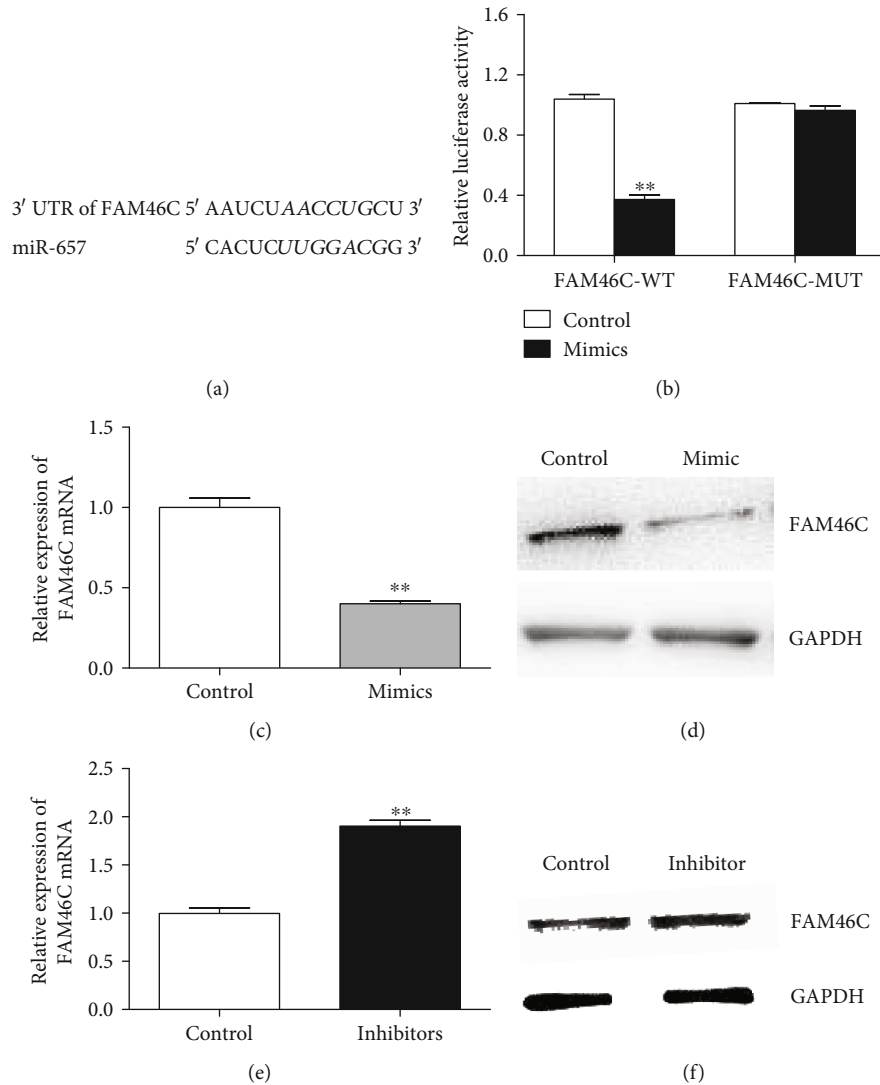 3′ UTR of FAM46C 5′ AAUCUAACCUGCU 3′
miR-657 5′ CACUCUUGGACGG 3′
(a)
Relative luciferase activity
1.6
1.2
0.8
0.4
0.0
**
FAM46C-WT FAM46C-MUT
Control
Mimics
(b)
Relative expression of
FAM46C mRNA
1.5
1.0
0.5
0.0
**
Control Mimics
(c)
Control Mimic
FAM46C
GAPDH
(d)
Relative expression of
FAM46C mRNA
2.5
2.0
1.5
1.0
0.5
0.0
**
Control Inhibitors
(e)
Control Inhibitor
FAM46C
GAPDH
(f)